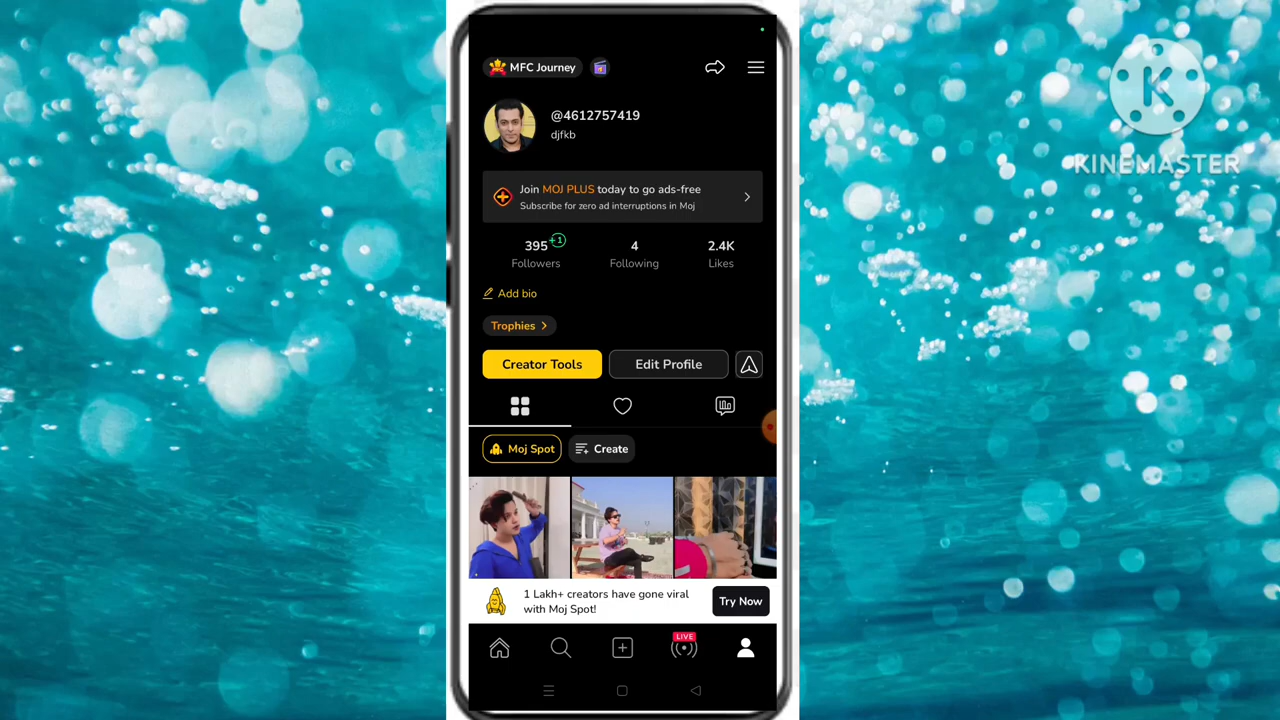 MFC Journey
@4612757419
djfkb
Join MOJ PLUS today to go ads-free
Subscribe for zero ad interruptions in Moj
395 +1
Followers
4
Following
2.4K
Likes
Add bio
Trophies
Creator Tools
Edit Profile
Moj Spot
Create
1 Lakh+ creators have gone viral
with Moj Spot!
Try Now
LIVE
K
KINEMASTER